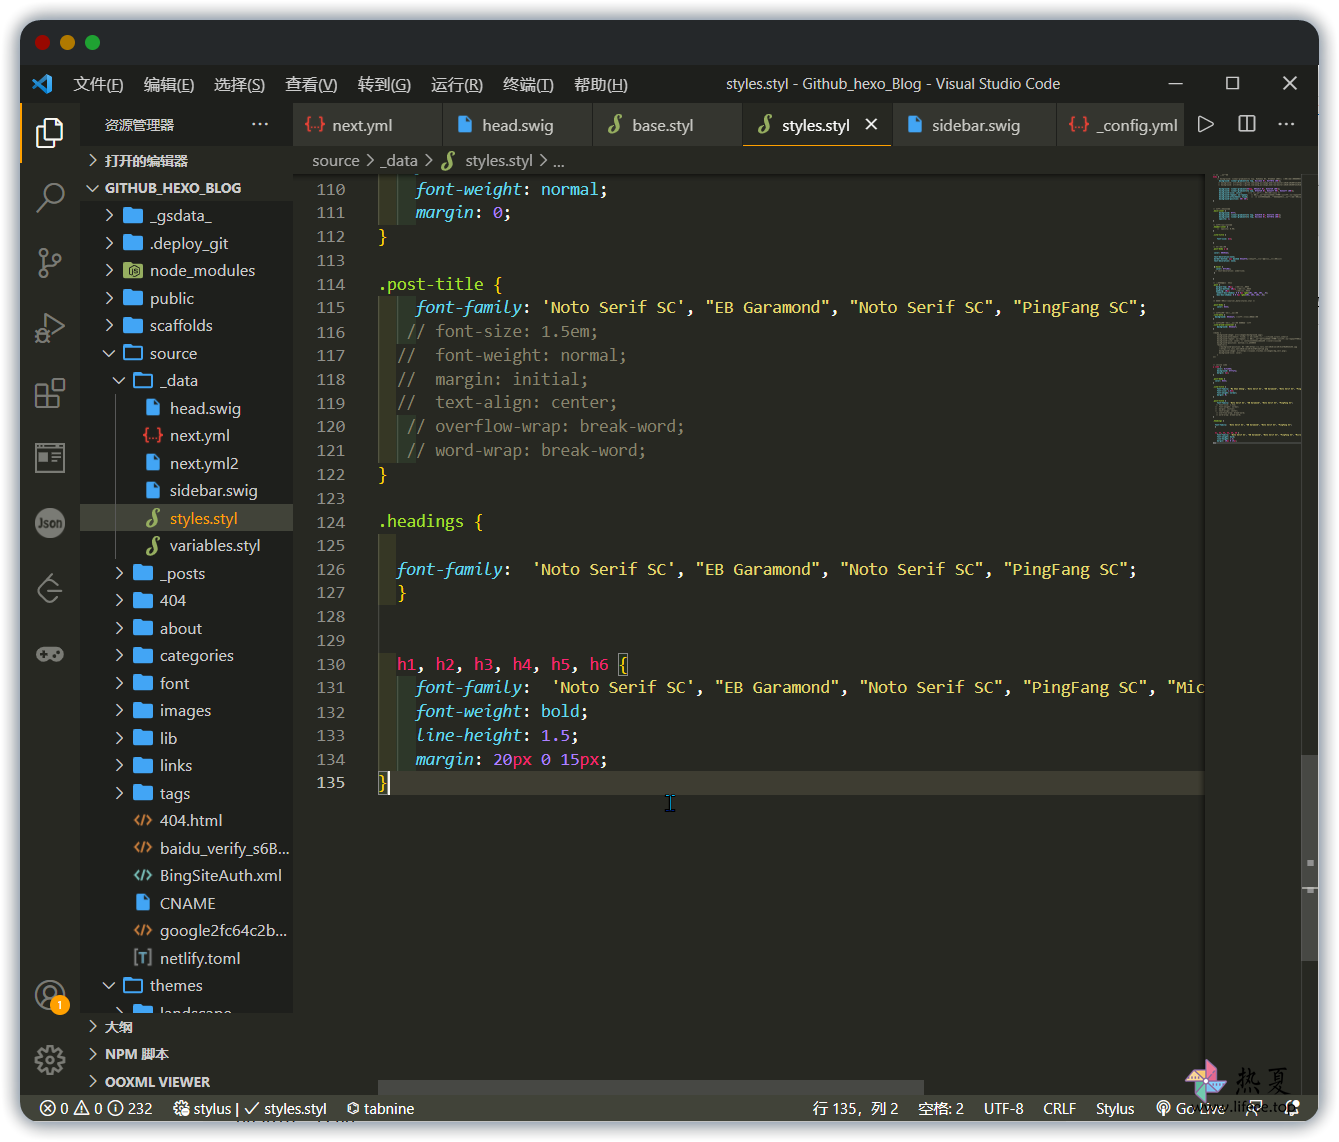 文件(F) 编辑(E) 选择(S) 查看(V) 转到(G) 运行(R) 终端(T) 帮助(H) styles.styl - Github_hexo_Blog - Visual Studio Code
资源管理器 ···
next.yml head.swig base.styl styles.styl sidebar.swig _config.yml ···
source > _data > styles.styl > ...
打开的编辑器
GITHUB_HEXO_BLOG
_gsdata_
.deploy_git
node_modules
public
scaffolds
source
_data
head.swig
next.yml
next.yml2
sidebar.swig
styles.styl
variables.styl
_posts
404
about
categories
font
images
lib
links
tags
404.html
baidu_verify_s6B...
BingSiteAuth.xml
CNAME
google2fc64c2b...
netlify.toml
themes
landscape
大纲
NPM 脚本
OOXML VIEWER
Json
1
110 font-weight: normal;
111 margin: 0;
112 }
113
114 .post-title {
115 font-family: 'Noto Serif SC', "EB Garamond", "Noto Serif SC", "PingFang SC";
116 // font-size: 1.5em;
117 // font-weight: normal;
118 // margin: initial;
119 // text-align: center;
120 // overflow-wrap: break-word;
121 // word-wrap: break-word;
122 }
123
124 .headings {
125
126 font-family: 'Noto Serif SC', "EB Garamond", "Noto Serif SC", "PingFang SC";
127 }
128
129
130 h1, h2, h3, h4, h5, h6 {
131 font-family: 'Noto Serif SC', "EB Garamond", "Noto Serif SC", "PingFang SC", "Mic
132 font-weight: bold;
133 line-height: 1.5;
134 margin: 20px 0 15px;
135 }
0 0 232 stylus | ✓ styles.styl tabnine 行 135，列 2 空格: 2 UTF-8 CRLF Stylus Go Live
热夏